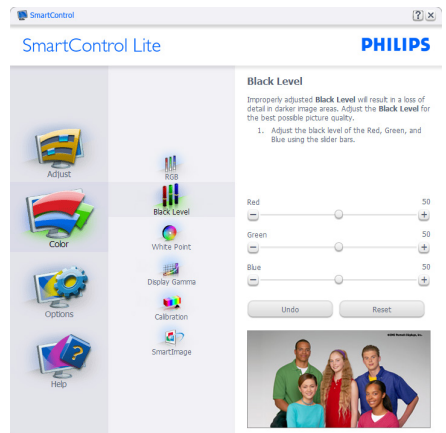 SmartControl
SmartControl Lite
PHILIPS
Adjust
Color
Options
Help
RGB
Black Level
White Point
Display Gamma
Calibration
SmartImage
Black Level
Improperly adjusted Black Level will result in a loss of
detail in darker image areas. Adjust the Black Level for
the best possible picture quality.
1. Adjust the black level of the Red, Green, and
Blue using the slider bars.
Red 50
Green 50
Blue 50
Undo Reset